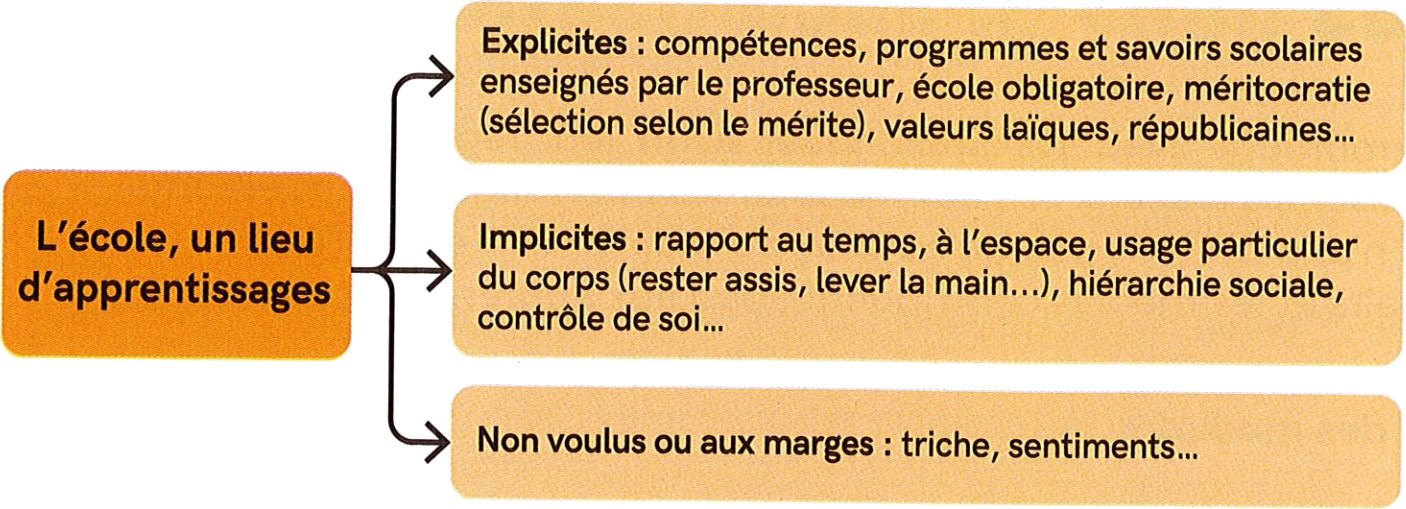 L'école, un lieu
d'apprentissages
Explicites : compétences, programmes et savoirs scolaires
enseignés par le professeur, école obligatoire, méritocratie
(sélection selon le mérite), valeurs laïques, républicaines...
Implicites : rapport au temps, à l'espace, usage particulier
du corps (rester assis, lever la main...), hiérarchie sociale,
contrôle de soi...
Non voulus ou aux marges : triche, sentiments...